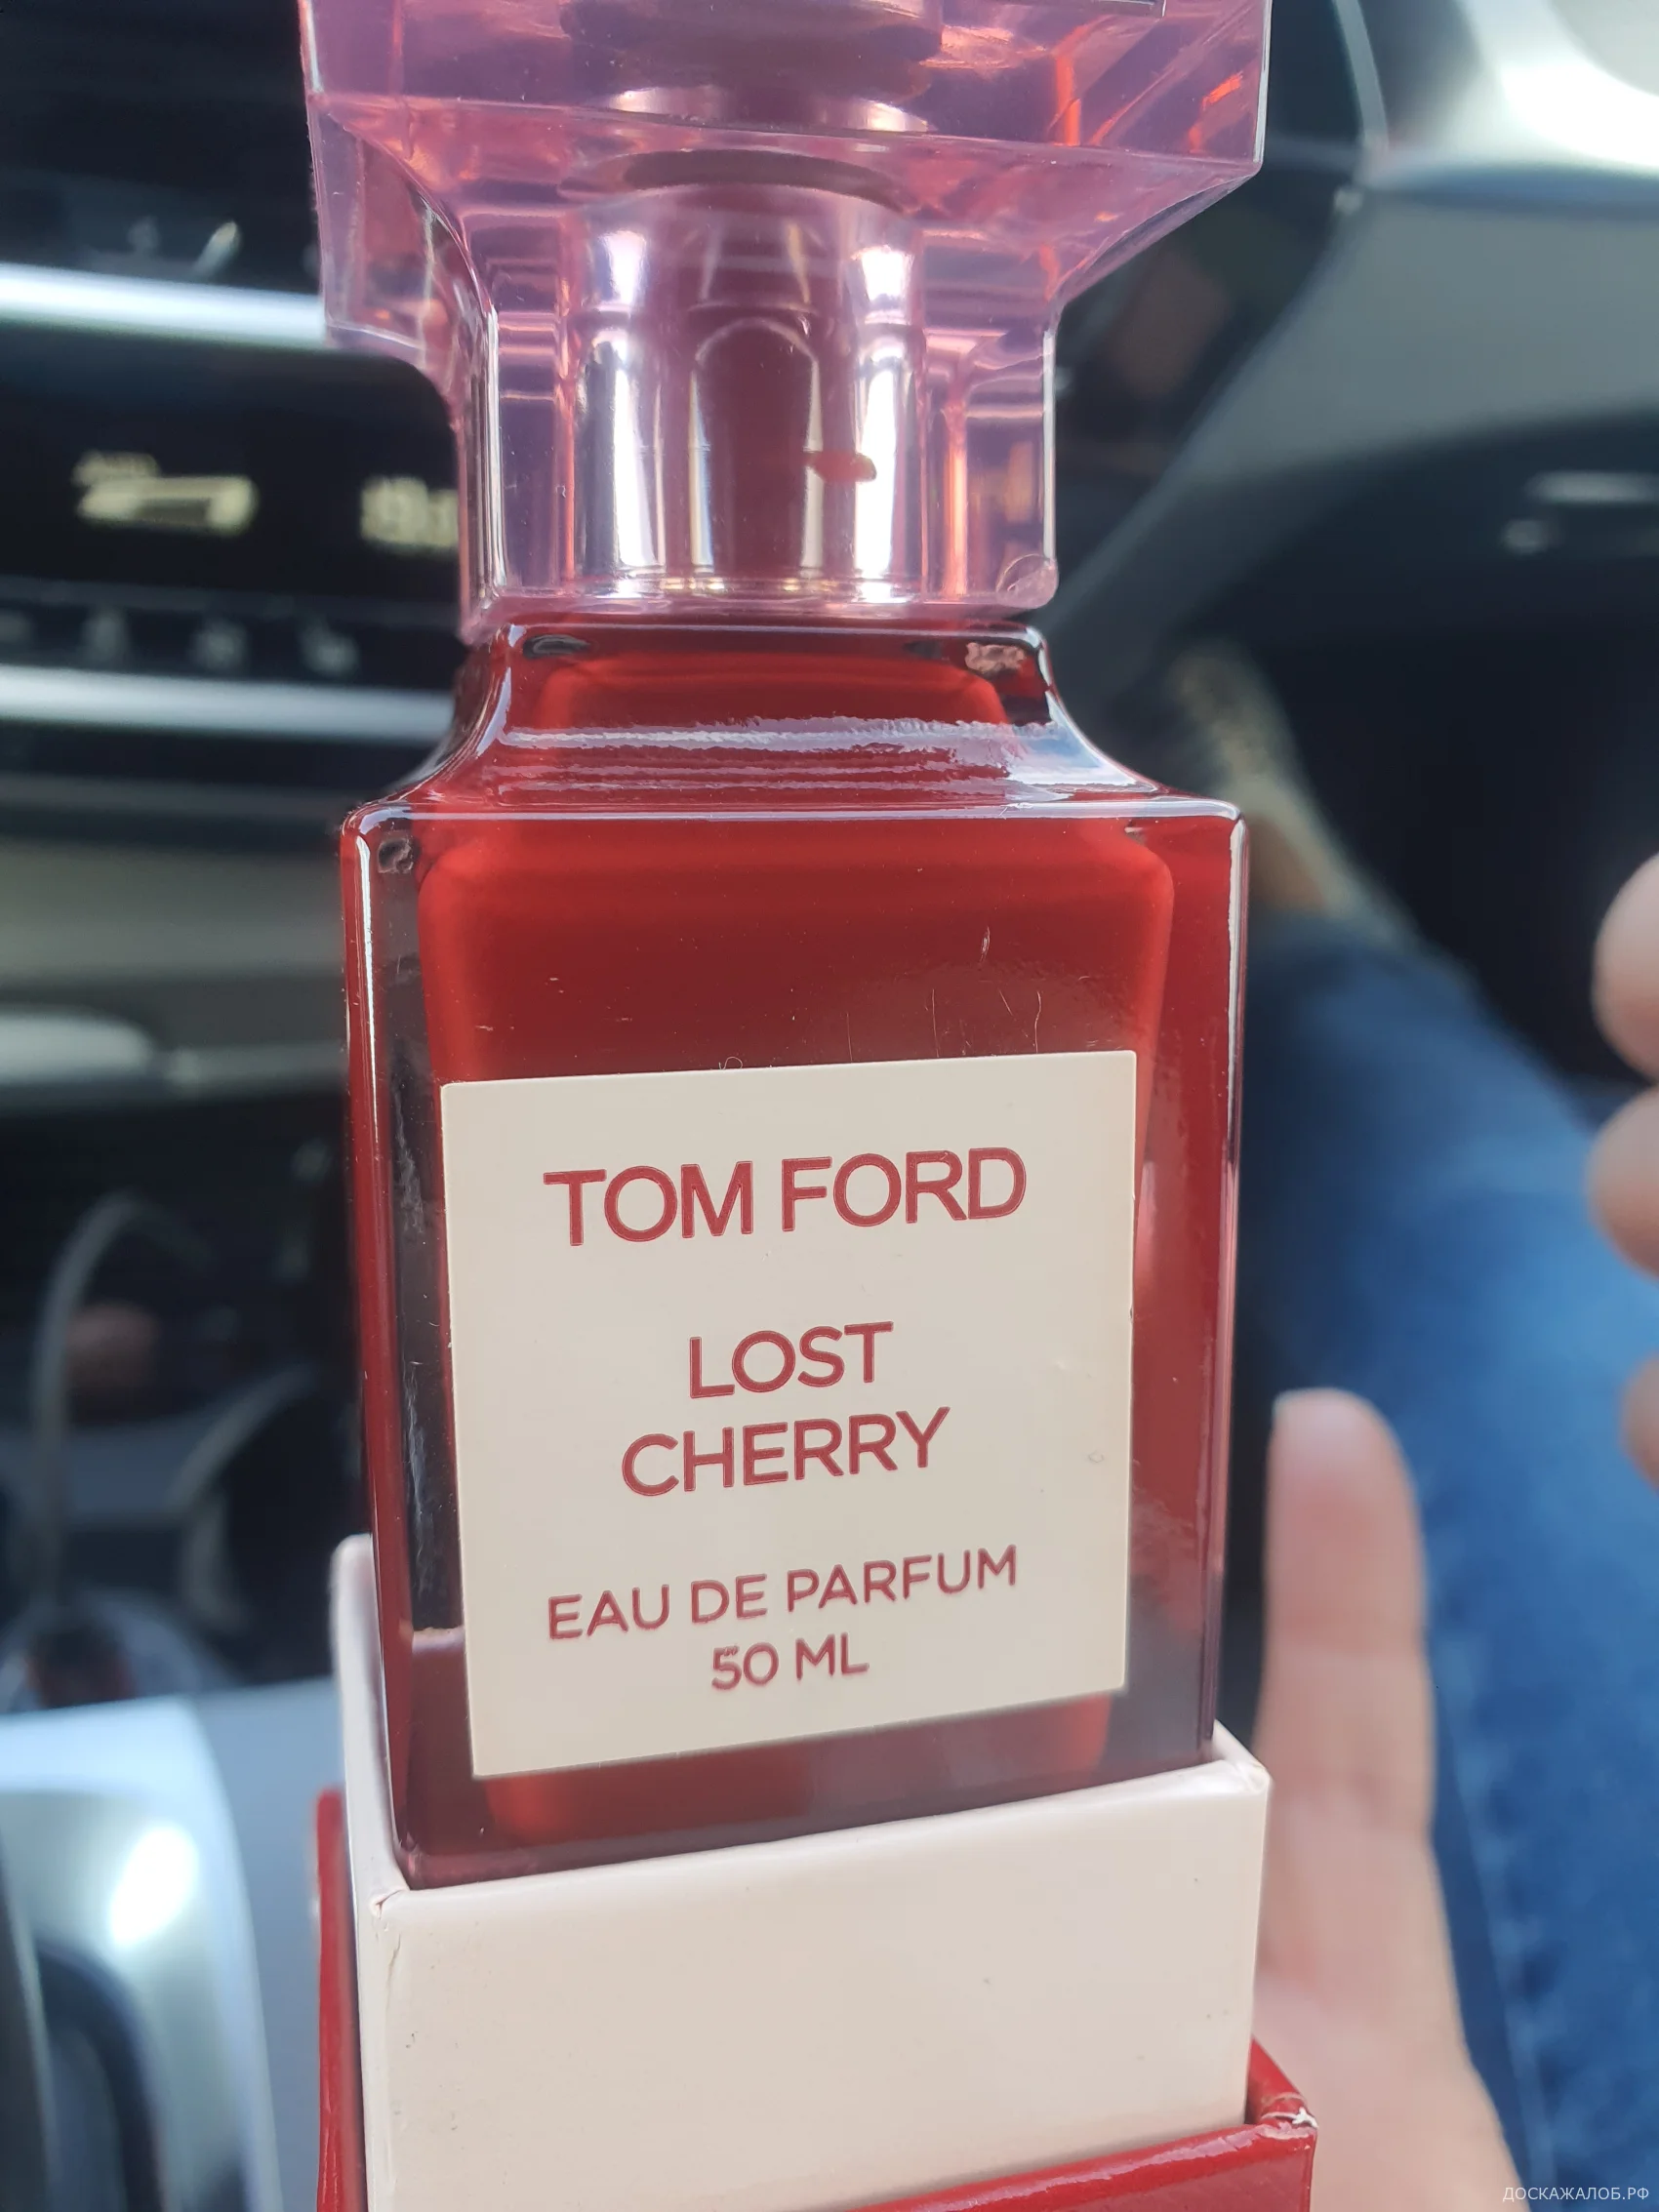 TOM FORD
LOST
CHERRY
EAU DE PARFUM
50 ML
ДОСКАЖАЛОБ.РФ